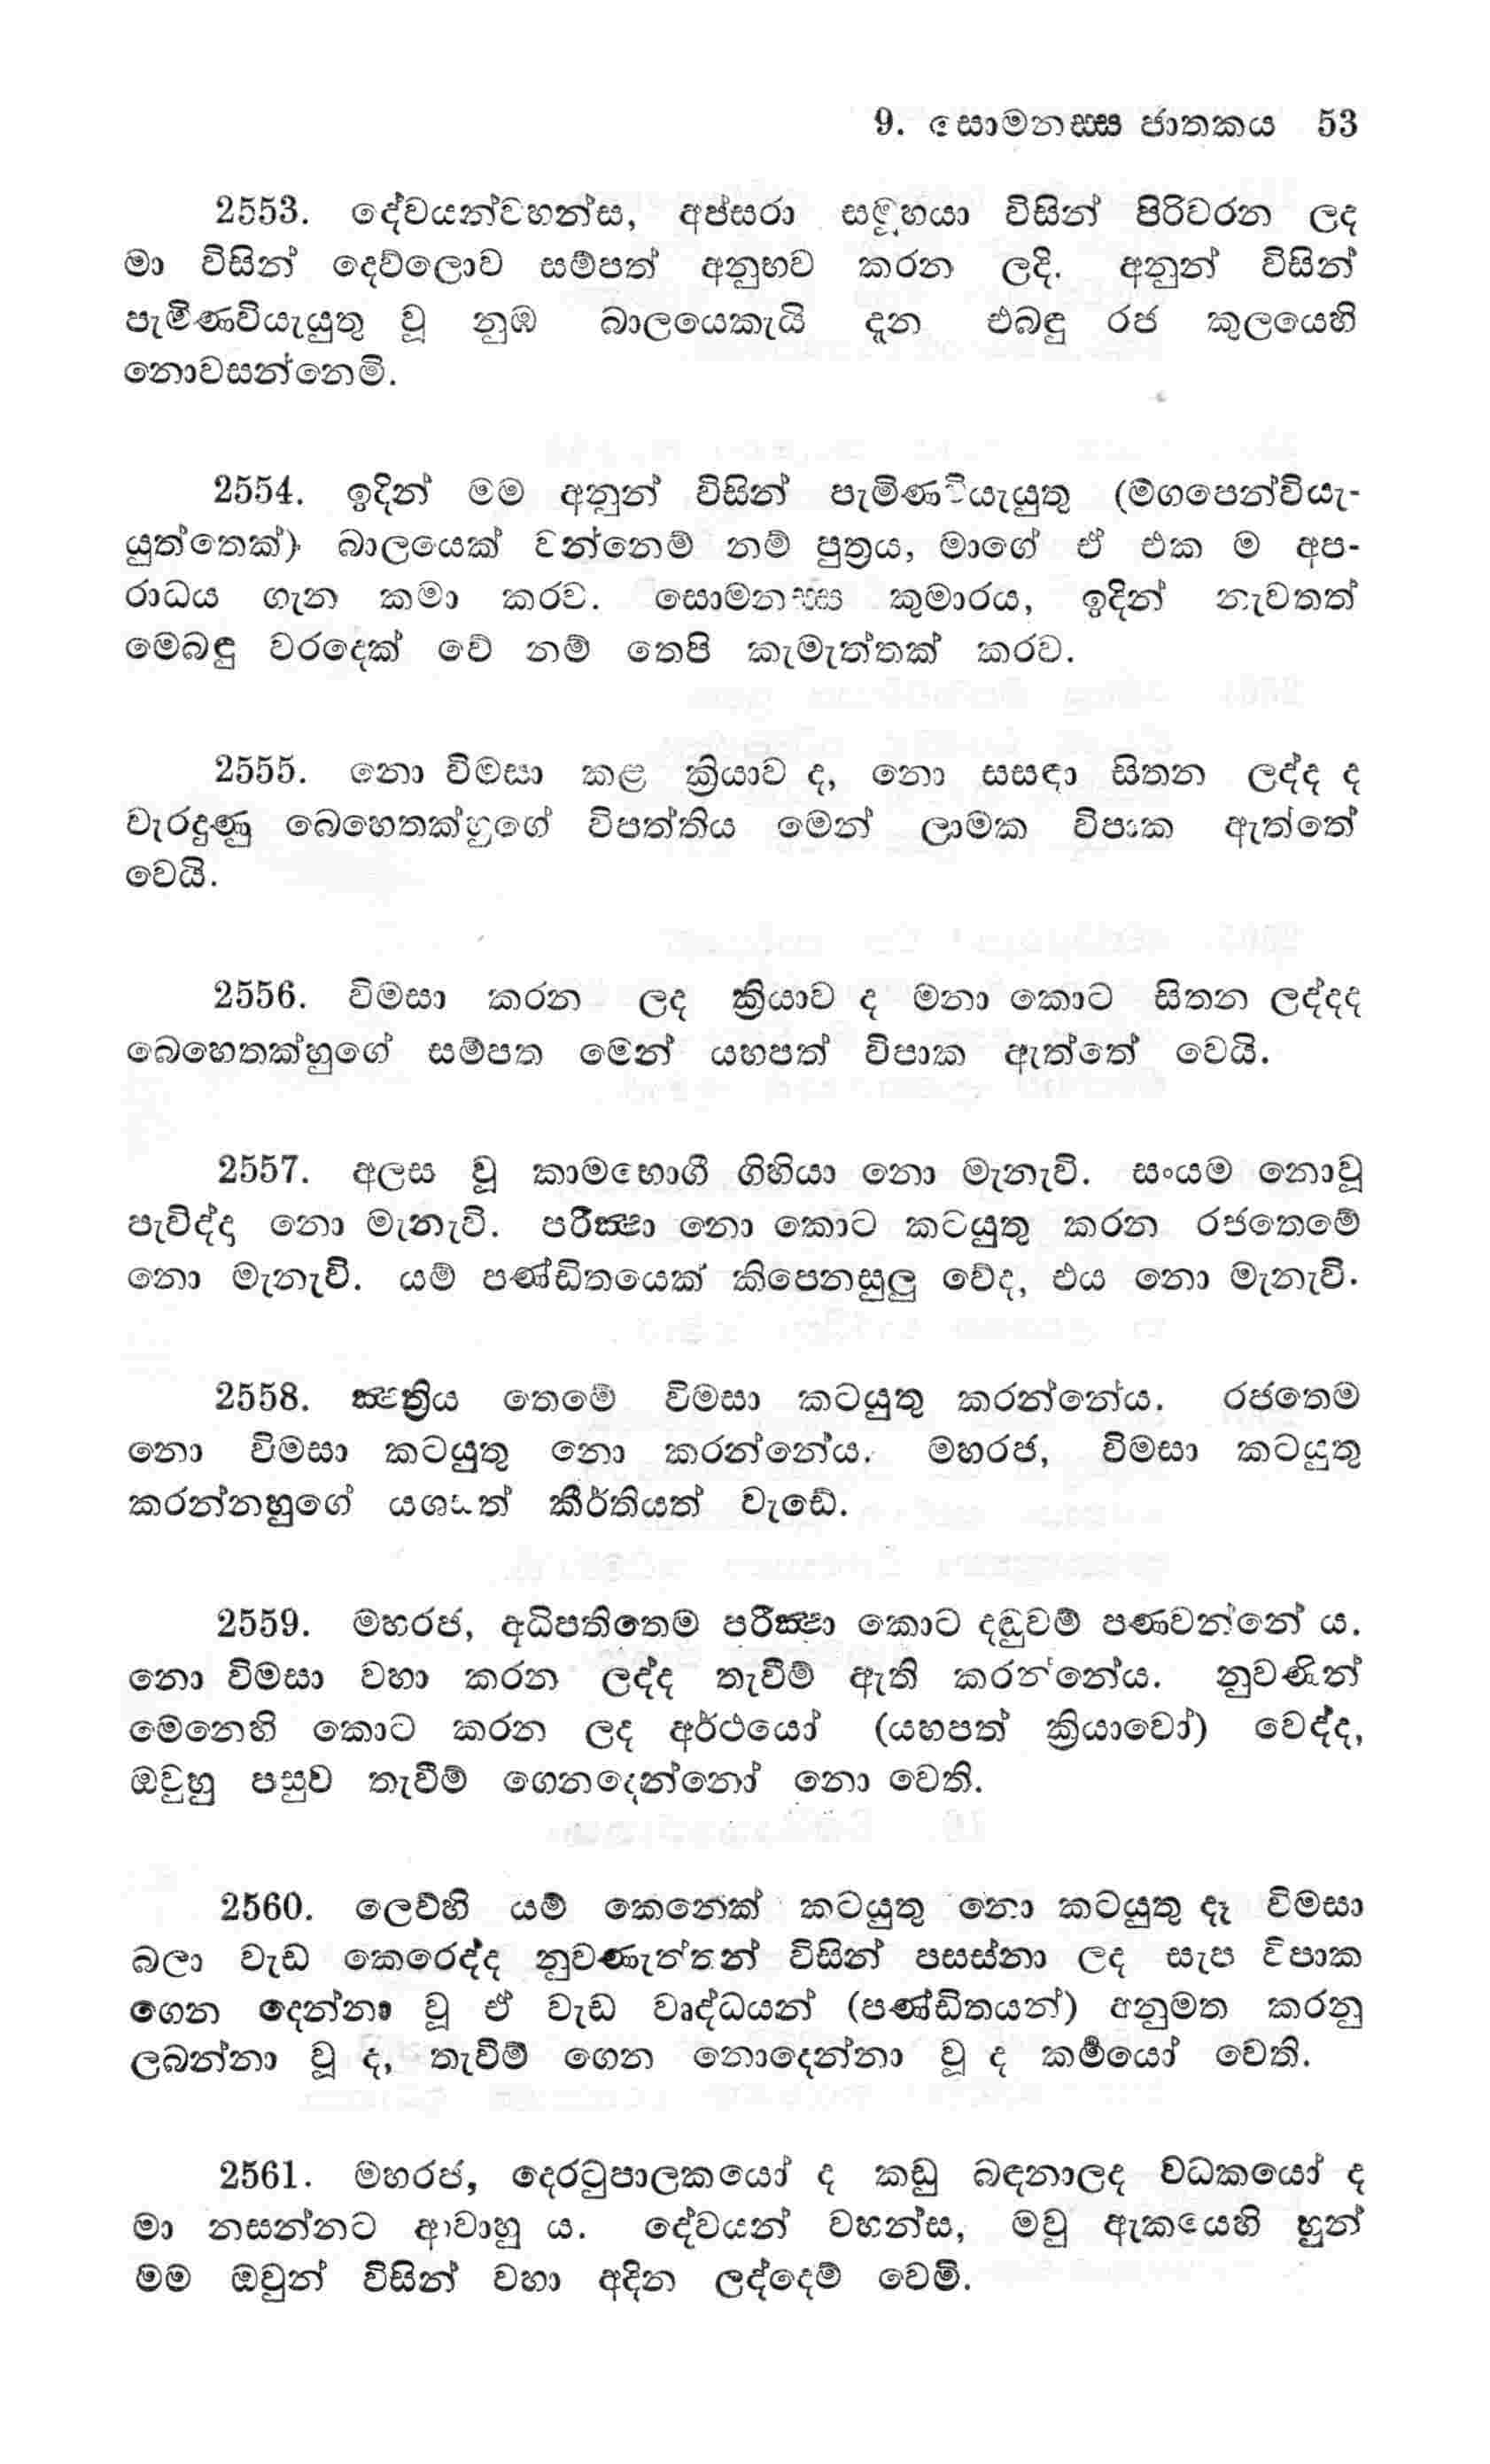 9. සොමනස්ස ජාතකය 53
2553. දේවයන්වහන්ස, අප්සරා සමූහයා විසින් පිරිවරන ලද
මා විසින් දෙව්ලොව සම්පත් අනුභව කරන ලදි. අනුන් විසින්
පැමිණවියැයුතු වූ නුඹ බාලයෙකැයි දැන එබඳු රජ කුලයෙහි
නොවසන්නෙමි.
2554. ඉදින් මම අනුන් විසින් පැමිණවියැයුතු (මගපෙන්වියැ-
යුත්තෙක්) බාලයෙක් වන්නෙම් නම් පුත්‍රය, මාගේ ඒ එක ම අප-
රාධය ගැන කමා කරව. සොමනස්ස කුමාරය, ඉදින් නැවතත්
මෙබඳු වරදෙක් වේ නම් තෙපි කැමැත්තක් කරව.
2555. නො විමසා කළ ක්‍රියාව ද, නො සසඳා සිතන ලද්ද ද
වැරදුණු බෙහෙතක්හුගේ විපත්තිය මෙන් ලාමක විපාක ඇත්තේ
වෙයි.
2556. විමසා කරන ලද ක්‍රියාව ද මනා කොට සිතන ලද්දද
බෙහෙතක්හුගේ සම්පත මෙන් යහපත් විපාක ඇත්තේ වෙයි.
2557. අලස වූ කාමභොගී ගිහියා නො මැනැවි. සංයම නොවූ
පැවිද්ද නො මැනැවි. පරීක්‍ෂා නො කොට කටයුතු කරන රජතෙමේ
නො මැනැවි. යම් පණ්ඩිතයෙක් කිපෙනසුලු වේද, එය නො මැනැවි.
2558. ක්‍ෂත්‍රිය තෙමේ විමසා කටයුතු කරන්නේය. රජතෙම
නො විමසා කටයුතු නො කරන්නේය. මහරජ, විමසා කටයුතු
කරන්නහුගේ යශසත් කීර්තියත් වැඩේ.
2559. මහරජ, අධිපතිතෙම පරීක්‍ෂා කොට දඬුවම් පණවන්නේ ය.
නො විමසා වහා කරන ලද්ද තැවීම් ඇති කරන්නේය. නුවණින්
මෙනෙහි කොට කරන ලද අර්ථයෝ (යහපත් ක්‍රියාවෝ) වෙද්ද,
ඔවුහු පසුව තැවීම් ගෙනදෙන්නෝ නො වෙති.
2560. ලෙව්හි යම් කෙනෙක් කටයුතු නො කටයුතු දෑ විමසා
බලා වැඩ කෙරෙද්ද නුවණැත්තන් විසින් පසස්නා ලද සැප විපාක
ගෙන දෙන්නා වූ ඒ වැඩ වෘද්ධයන් (පණ්ඩිතයන්) අනුමත කරනු
ලබන්නා වූ ද, තැවීම් ගෙන නොදෙන්නා වූ ද කර්මයෝ වෙති.
2561. මහරජ, දෙරටුපාලකයෝ ද කඩු බඳනාලද වධකයෝ ද
මා නසන්නට ආවාහු ය. දේවයන් වහන්ස, මවු ඇකයෙහි හුන්
මම ඔවුන් විසින් වහා අදින ලද්දෙම් වෙමි.